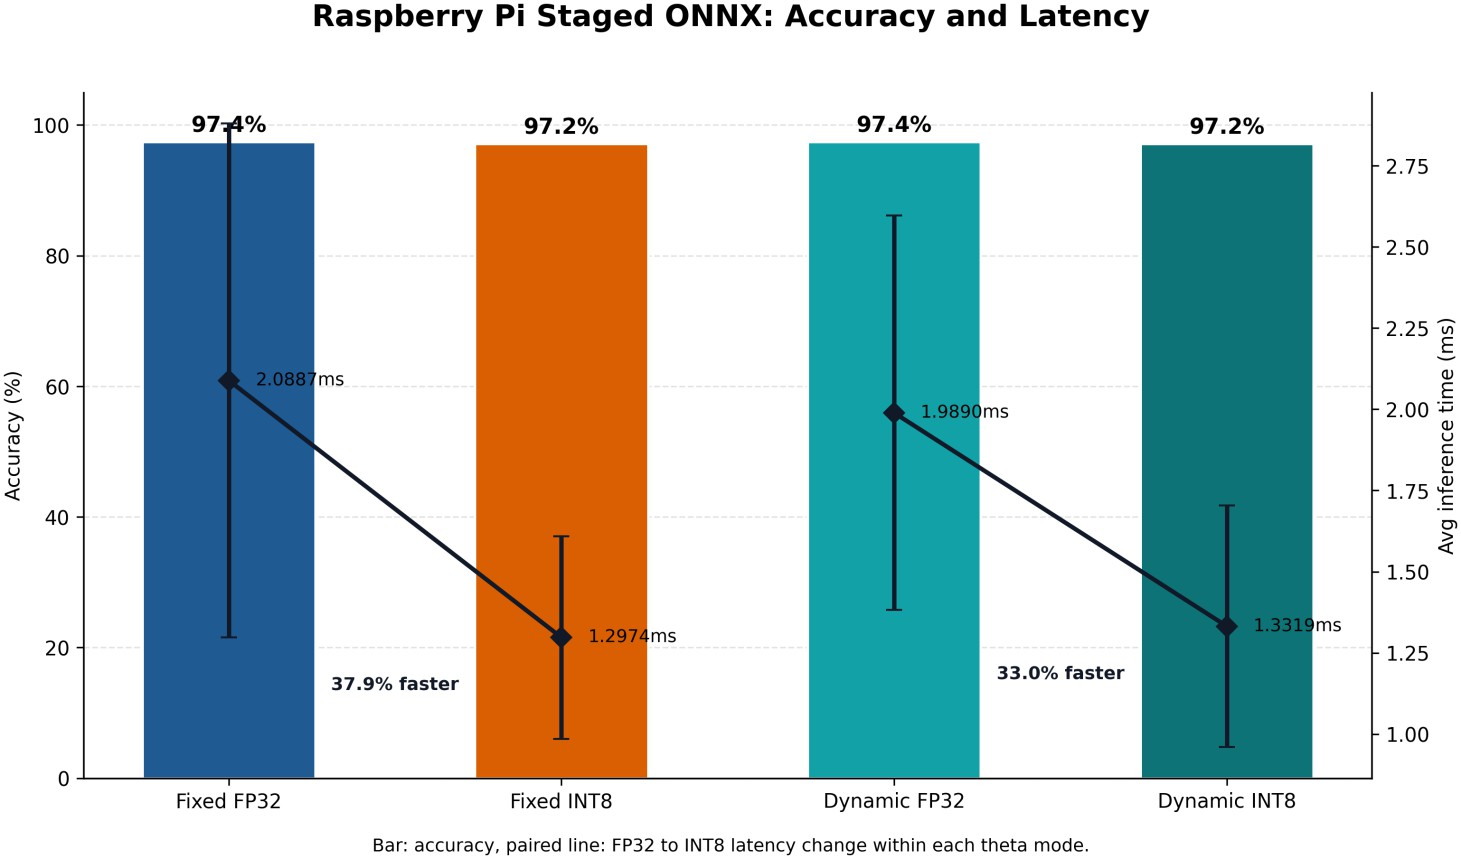 Raspberry Pi Staged ONNX: Accuracy and Latency
97.4%
97.2%
97.4%
97.2%
100
80
60
40
20
0
Accuracy (%)
2.75
2.50
2.25
2.00
1.75
1.50
1.25
1.00
Avg inference time (ms)
2.0887ms
1.2974ms
1.9890ms
1.3319ms
37.9% faster
33.0% faster
Fixed FP32
Fixed INT8
Dynamic FP32
Dynamic INT8
Bar: accuracy, paired line: FP32 to INT8 latency change within each theta mode.